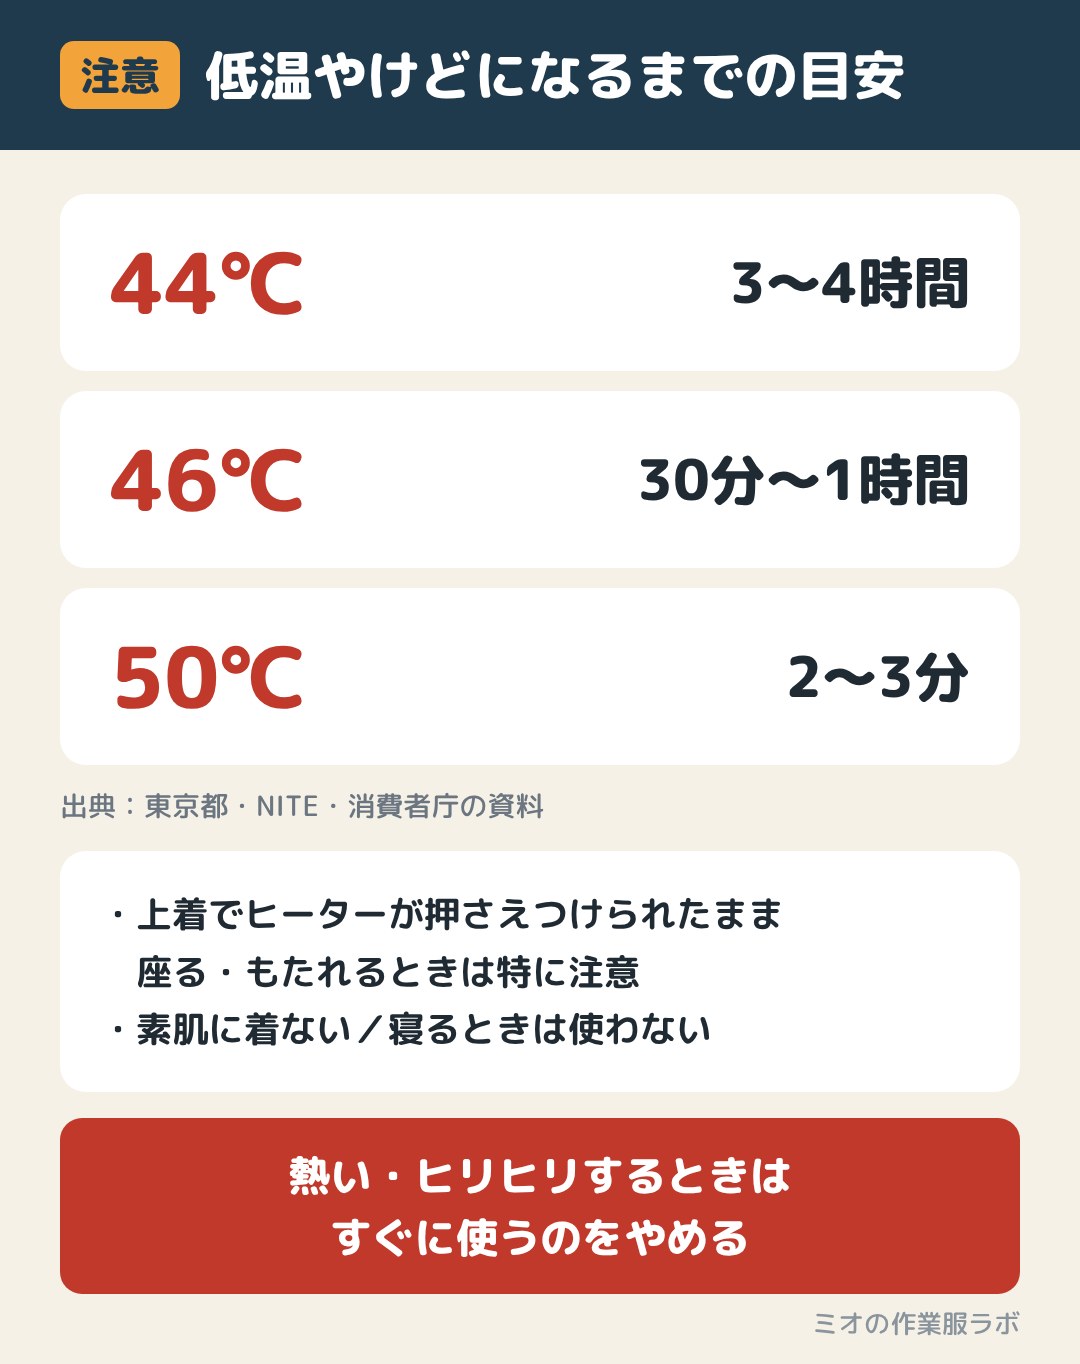 注意 低温やけどになるまでの目安
44℃ 3〜4時間
46℃ 30分〜1時間
50℃ 2〜3分
出典：東京都・NITE・消費者庁の資料
・上着でヒーターが押さえつけられたまま
座る・もたれるときは特に注意
・素肌に着ない／寝るときは使わない
熱い・ヒリヒリするときは
すぐに使うのをやめる
ミオの作業服ラボ